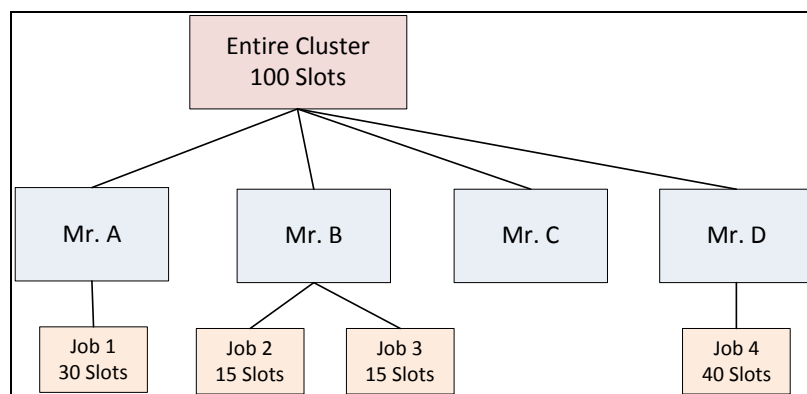 Entire Cluster
100 Slots
Mr. A
Mr. B
Mr. C
Mr. D
Job 1
30 Slots
Job 2
15 Slots
Job 3
15 Slots
Job 4
40 Slots